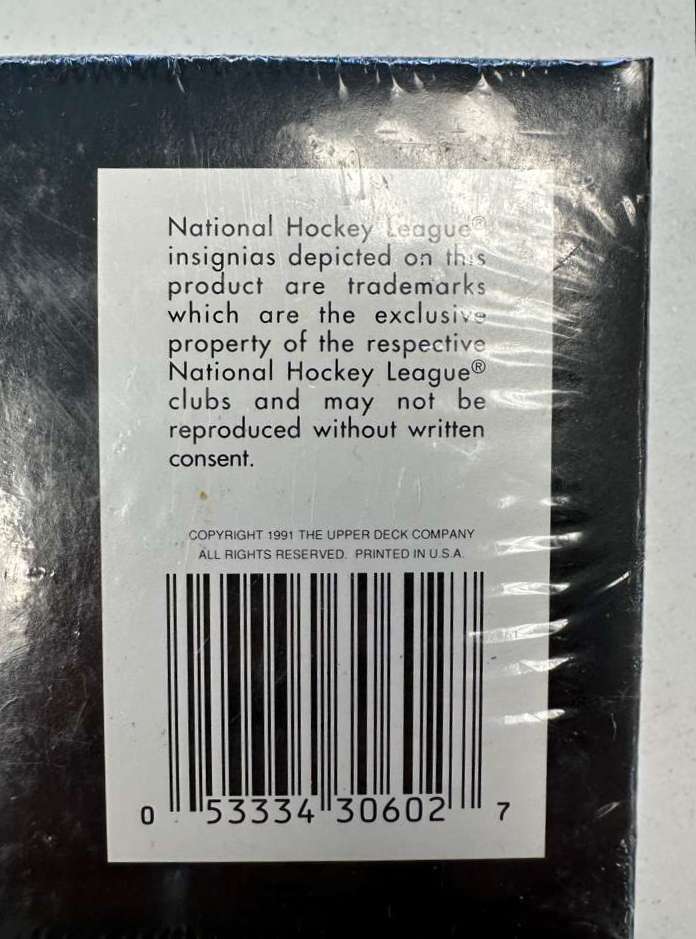 National Hockey League®
insignias depicted on this
product are trademarks
which are the exclusive
property of the respective
National Hockey League®
clubs and may not be
reproduced without written
consent.
COPYRIGHT 1991 THE UPPER DECK COMPANY
ALL RIGHTS RESERVED. PRINTED IN U.S.A.
0 53334 30602 7